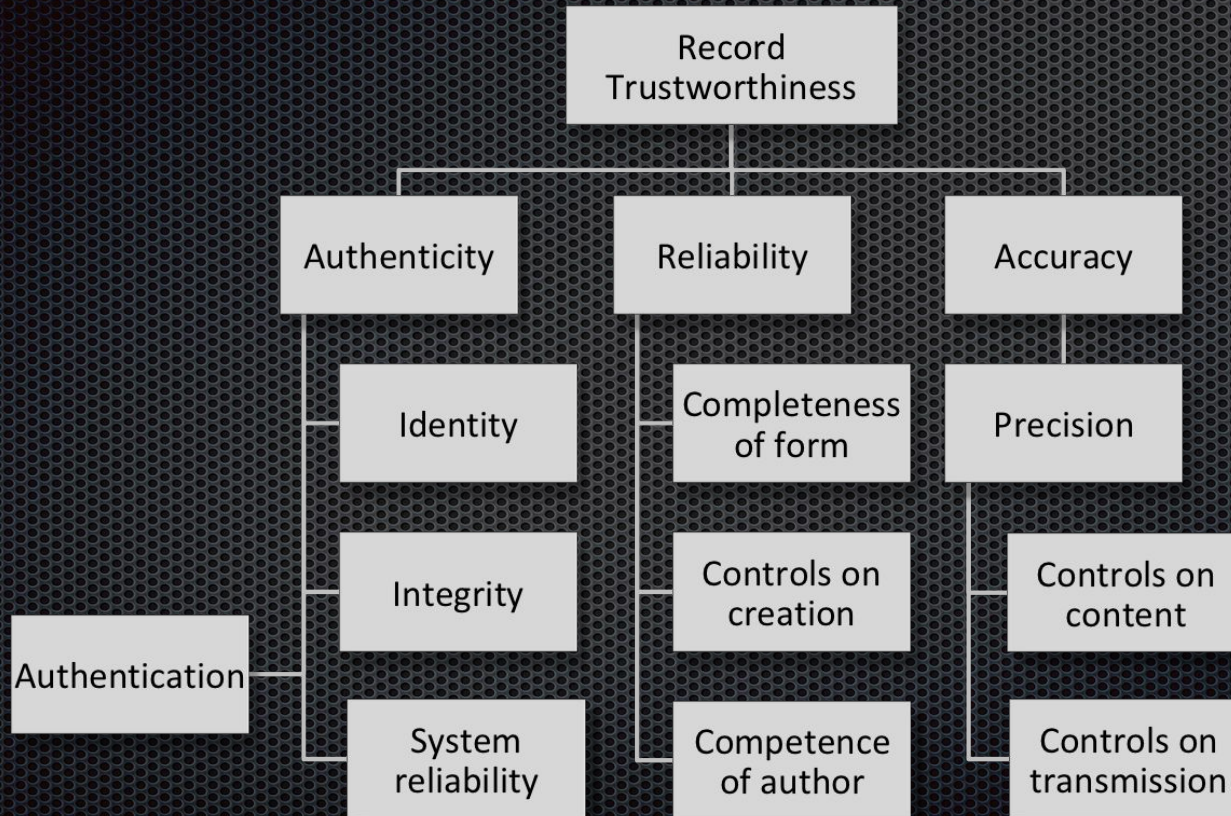 Record
Trustworthiness
Authenticity
Reliability
Accuracy
Identity
Completeness
of form
Precision
Integrity
Controls on
creation
Controls on
content
Authentication
System
reliability
Competence
of author
Controls on
transmission